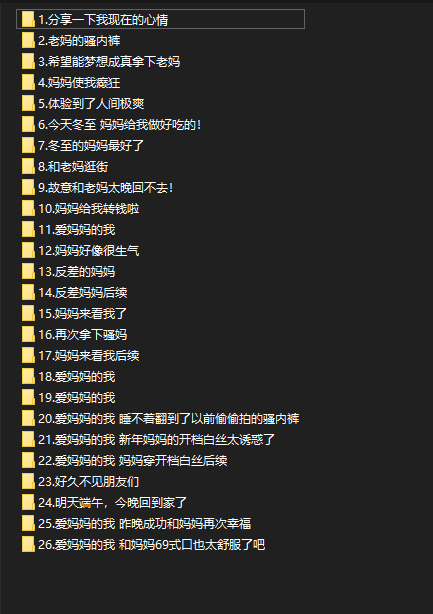 1.分享一下我现在的心情
2.老妈的骚内裤
3.希望能梦想成真拿下老妈
4.妈妈使我癫狂
5.体验到了人间极爽
6.今天冬至 妈妈给我做好吃的！
7.冬至的妈妈最好了
8.和老妈逛街
9.故意和老妈太晚回不去！
10.妈妈给我转钱啦
11.爱妈妈的我
12.妈妈好像很生气
13.反差的妈妈
14.反差妈妈后续
15.妈妈来看我了
16.再次拿下骚妈
17.妈妈来看我后续
18.爱妈妈的我
19.爱妈妈的我
20.爱妈妈的我 睡不着翻到了以前偷偷拍的骚内裤
21.爱妈妈的我 新年妈妈的开档白丝太诱惑了
22.爱妈妈的我 妈妈穿开档白丝后续
23.好久不见朋友们
24.明天端午，今晚回到家了
25.爱妈妈的我 昨晚成功和妈妈再次幸福
26.爱妈妈的我 和妈妈69式口也太舒服了吧